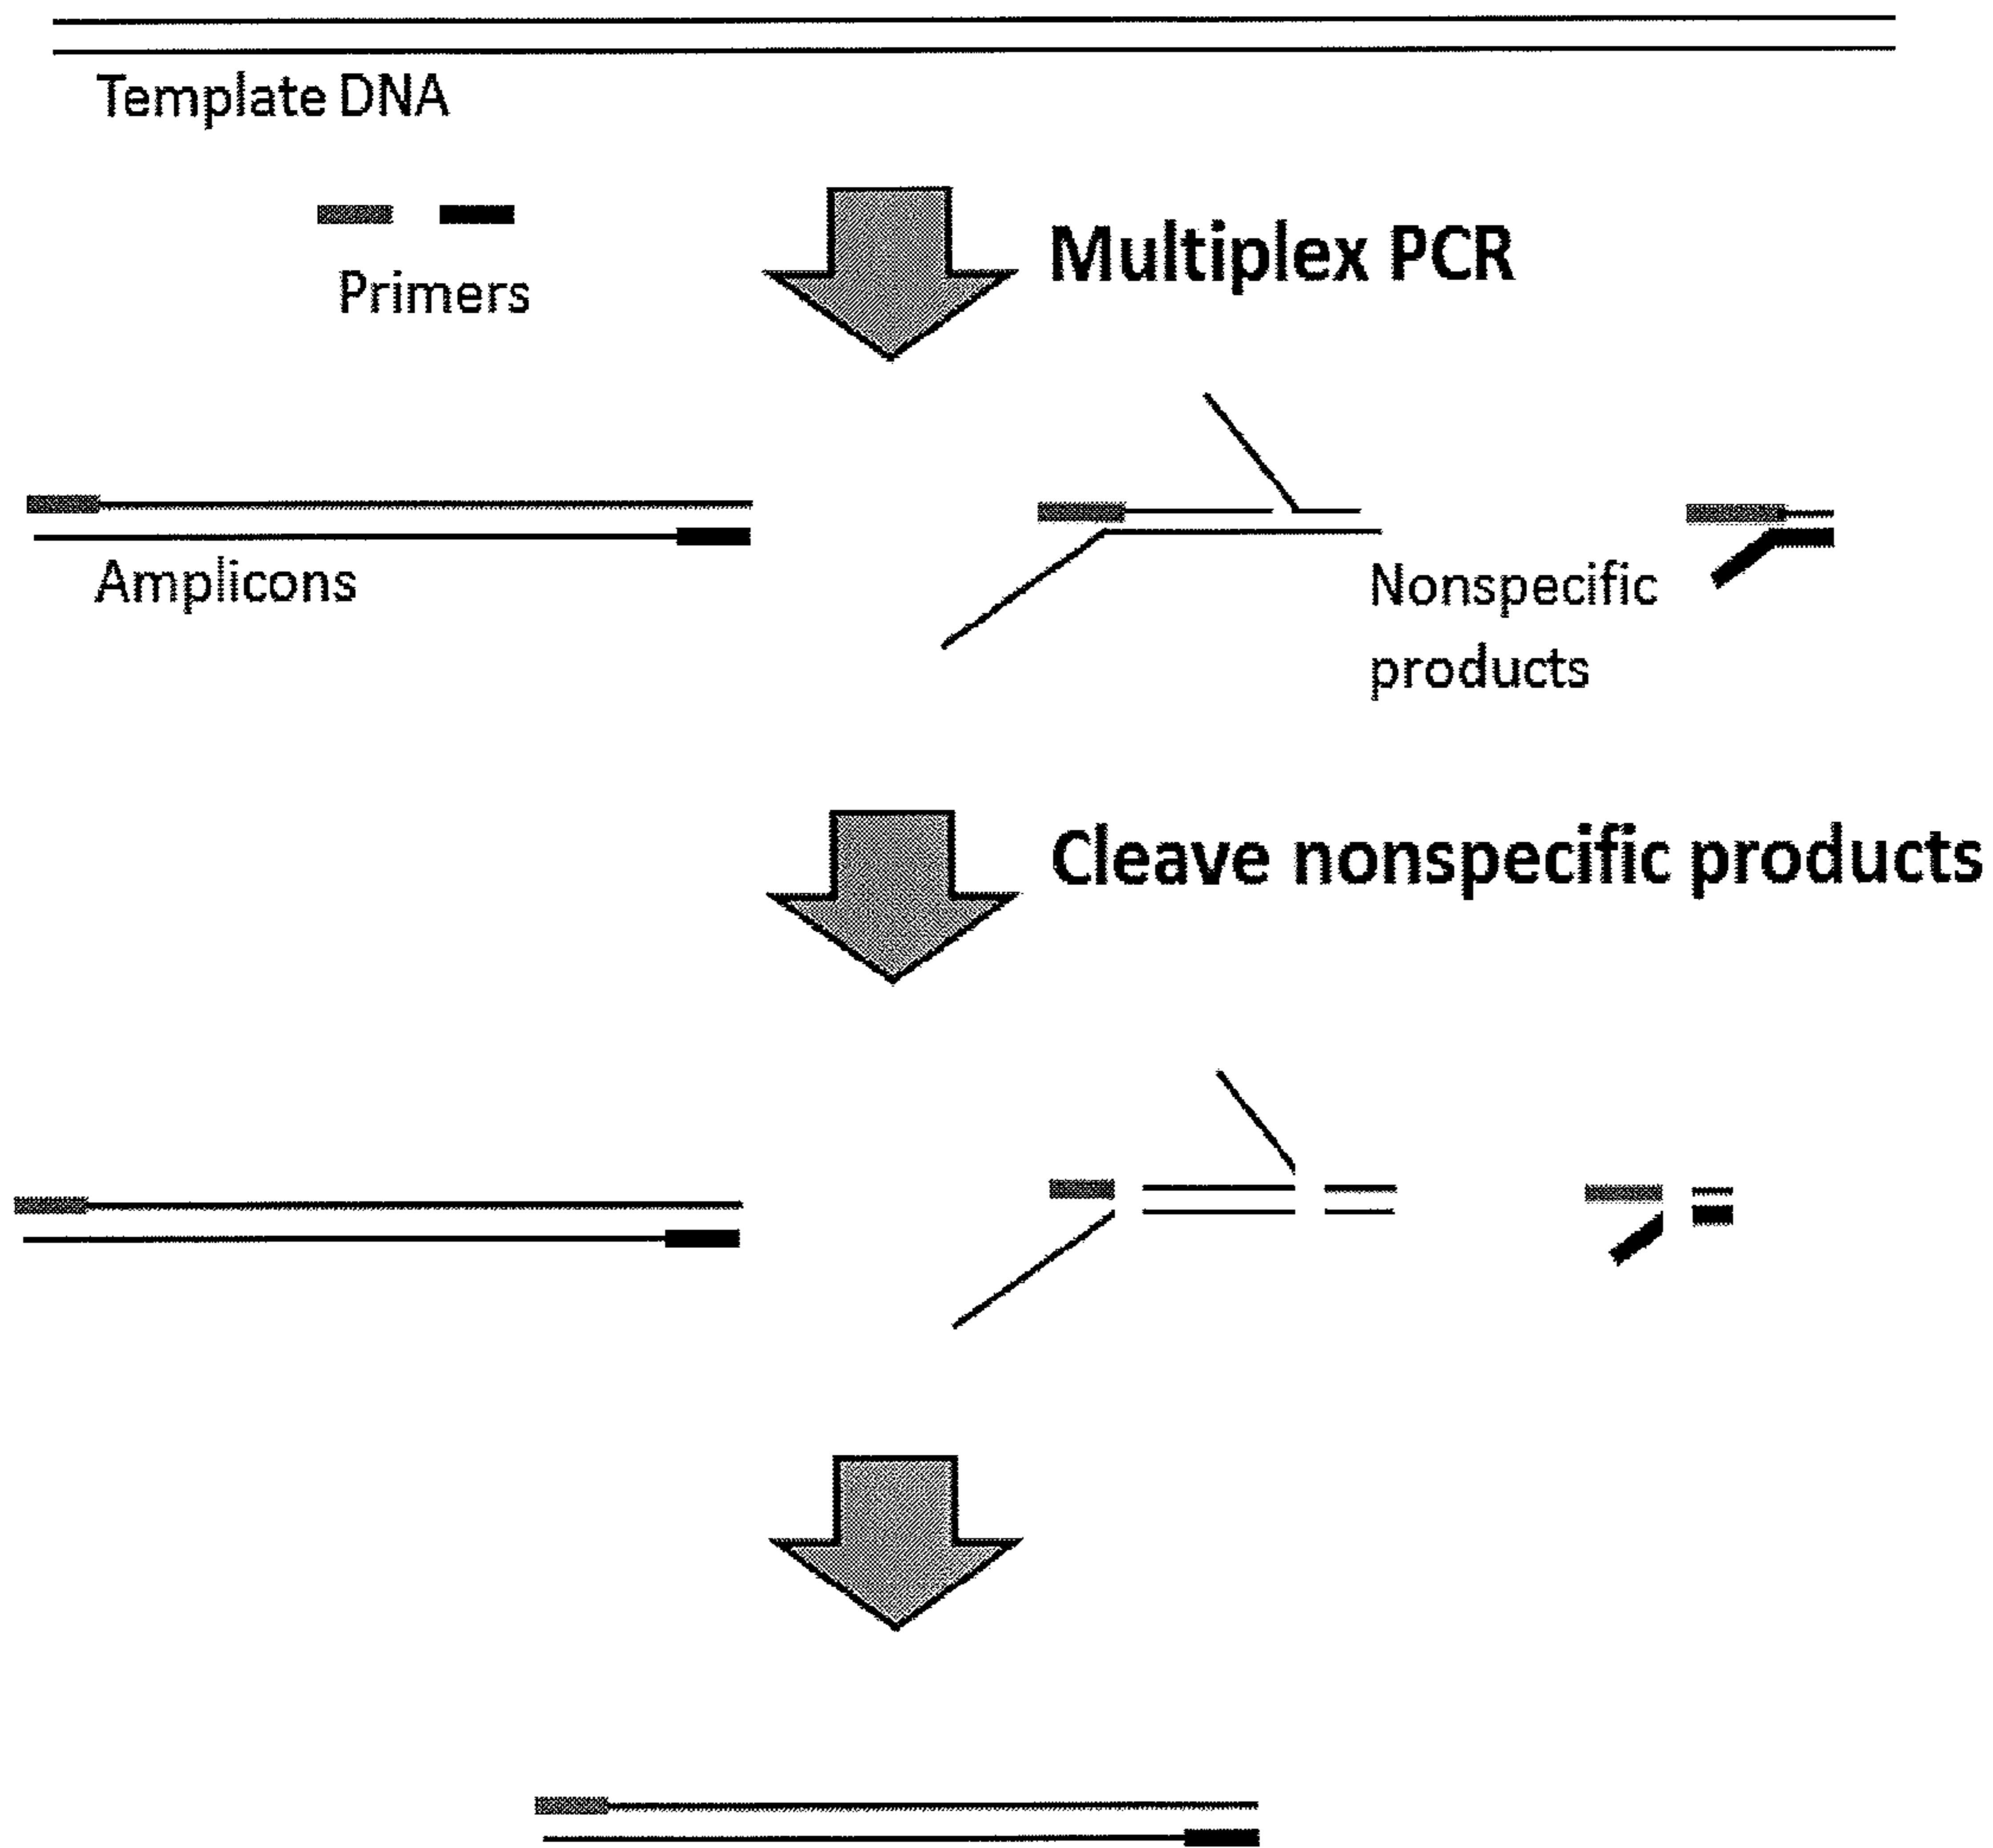 Template DNA
Primers
Multiplex PCR
Amplicons
Nonspecific
products
Cleave nonspecific products